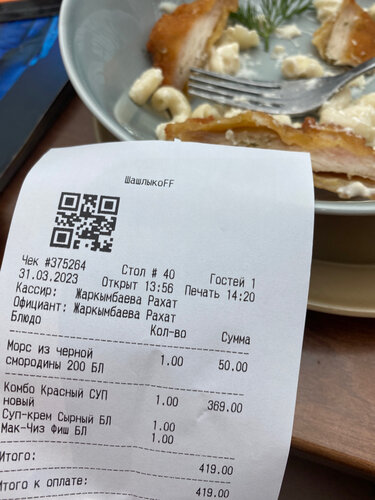 ШашлыкоFF
Чек #375264 Стол # 40 Гостей 1
31.03.2023 Открыт 13:56 Печать 14:20
Кассир: Жаркымбаева Рахат
Официант: Жаркымбаева Рахат
Блюдо Кол-во Сумма
Морс из черной
смородины 200 БЛ 1.00 50.00
Комбо Красный СУП
новый 1.00 369.00
Суп-крем Сырный БЛ 1.00
Мак-Чиз Фиш БЛ 1.00
Итого: 419.00
Итого к оплате: 419.00